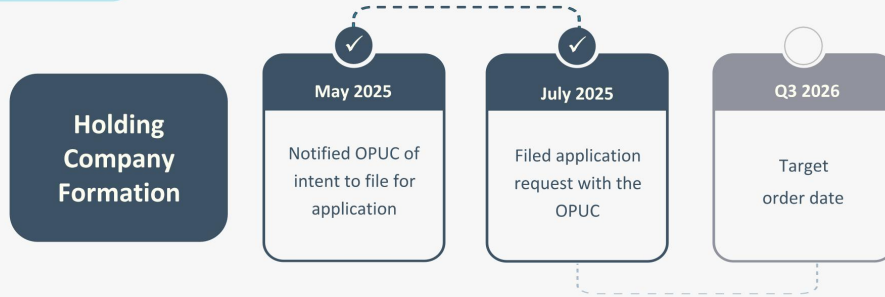 Holding
Company
Formation
May 2025
Notified OPUC of
intent to file for
application
July 2025
Filed application
request with the
OPUC
Q3 2026
Target
order date